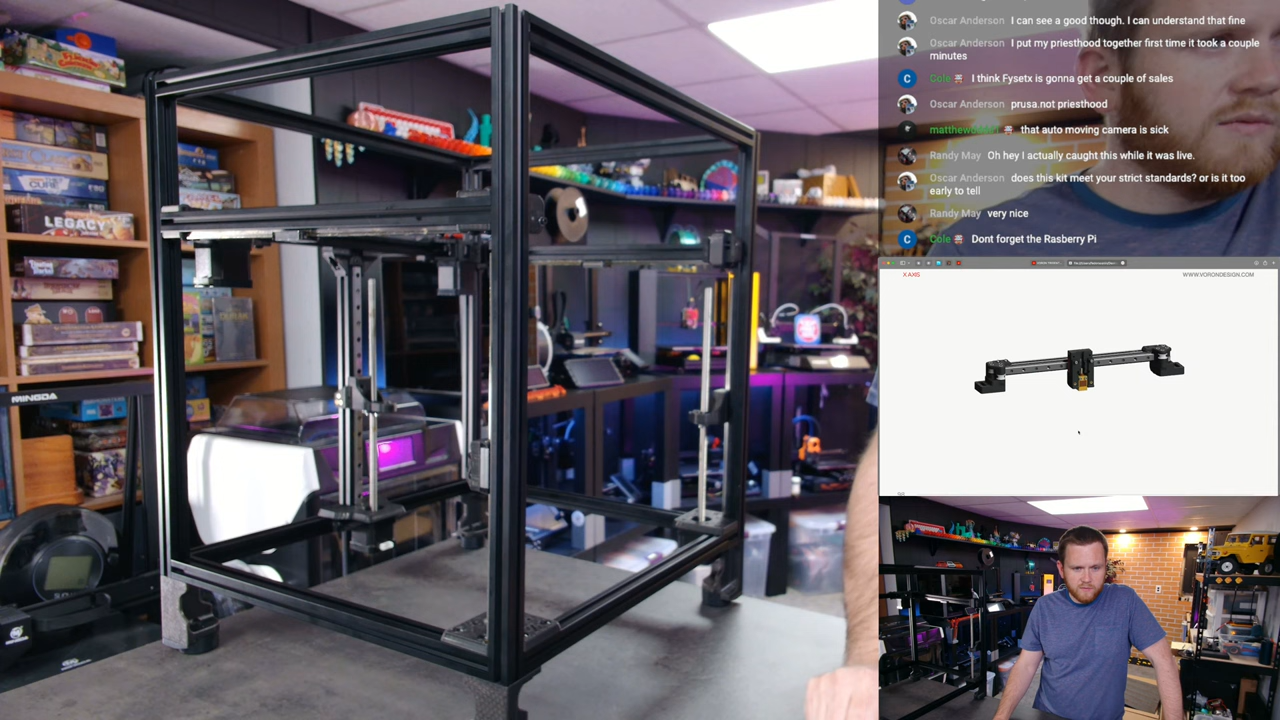 Oscar Anderson I can see a good though. I can understand that fine
Oscar Anderson I put my priesthood together first time it took a couple
minutes
Cole I think Fysetx is gonna get a couple of sales
Oscar Anderson prusa.not priesthood
that auto moving camera is sick
Randy May Oh hey I actually caught this while it was live.
Oscar Anderson does this kit meet your strict standards? or is it too
early to tell
Randy May very nice
C Cole Dont forget the Rasberry Pi
X AXIS
WWW.VORONDESIGN.COM
CURE
LEGACY
MINGDA